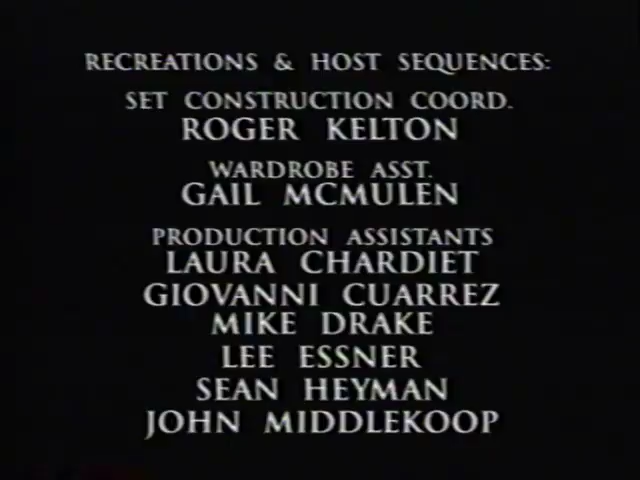 RECREATIONS & HOST SEQUENCES:
SET CONSTRUCTION COORD.
ROGER KELTON
WARDROBE ASST.
GAIL MCMULEN
PRODUCTION ASSISTANTS
LAURA CHARDIET
GIOVANNI CUARREZ
MIKE DRAKE
LEE ESSNER
SEAN HEYMAN
JOHN MIDDLEKOOP